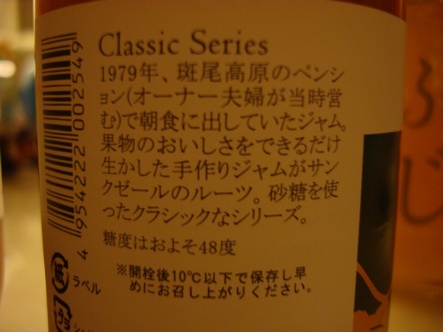 Classic Series
1979年、斑尾高原のペンシ
ョン(オーナー夫婦が当時営
む)で朝食に出していたジャム。
果物のおいしさをできるだけ
生かした手作りジャムがサン
クゼールのルーツ。砂糖を使
ったクラシックなシリーズ。
糖度はおよそ48度
※開栓後10℃以下で保存し早
めにお召し上がりください。
4 954222 002549
ラベル
ふじ